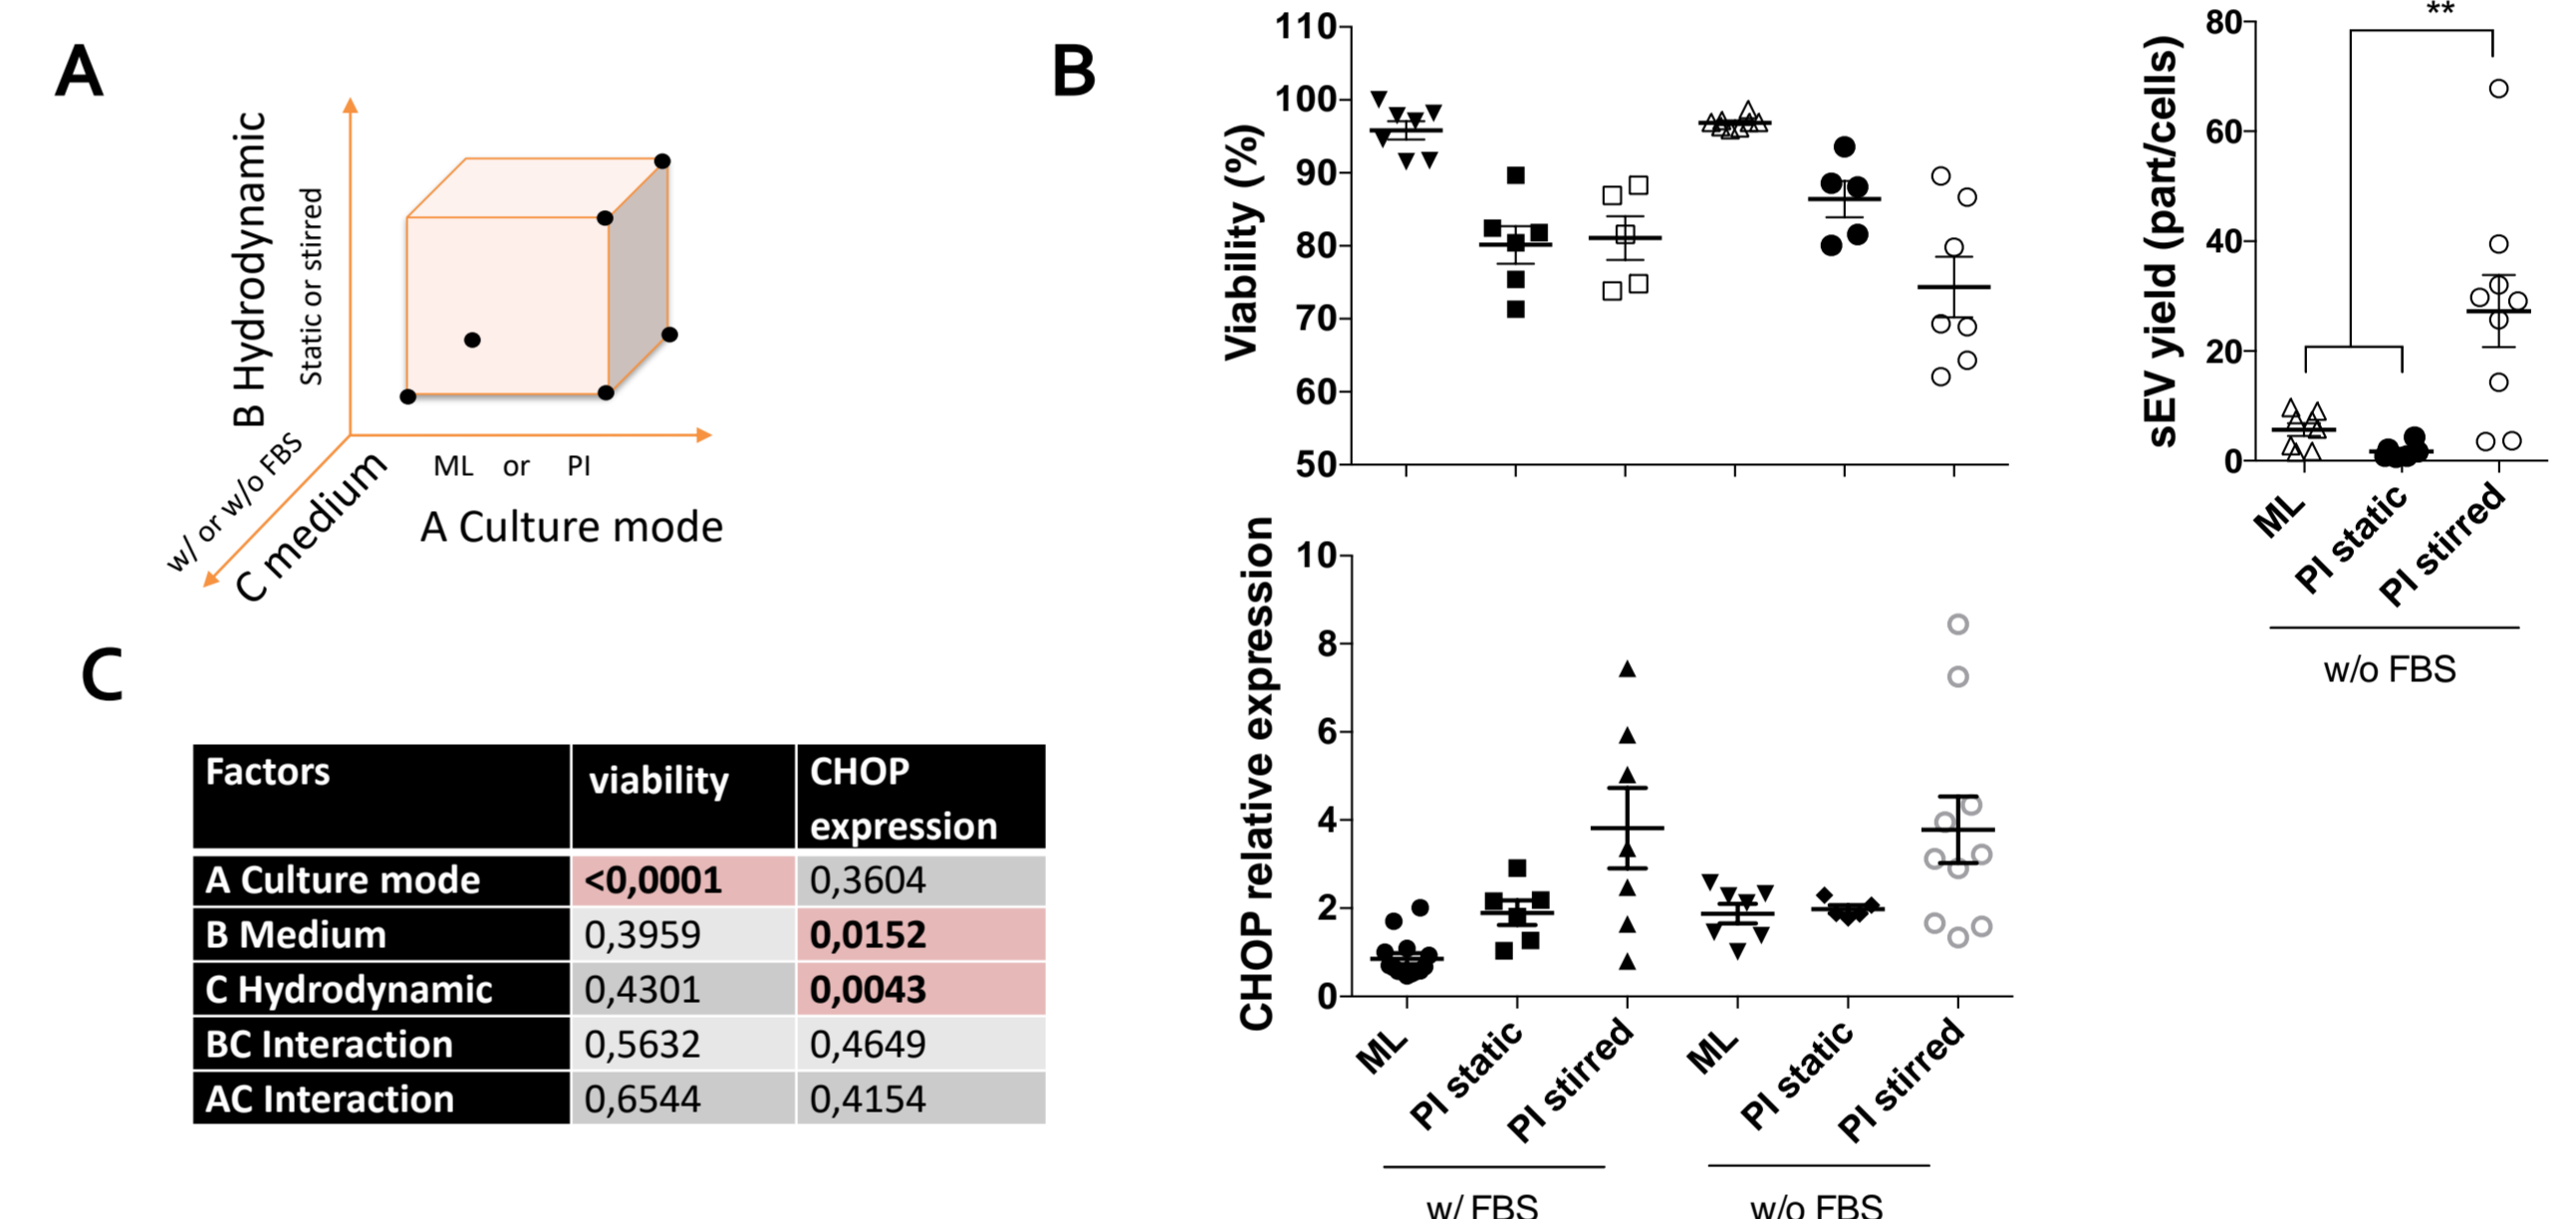 A
B Hydrodynamic
Static or stirred
w/ or w/o FBS
C medium
ML or PI
A Culture mode
B
Viability (%)
110
100
90
80
70
60
50
sEV yield (part/cells)
80
60
40
20
0
**
ML
PI static
PI stirred
w/o FBS
CHOP relative expression
10
8
6
4
2
0
ML
PI static
PI stirred
ML
PI static
PI stirred
w/ FBS
w/o FBS
C
Factors viability CHOP expression
A Culture mode <0,0001 0,3604
B Medium 0,3959 0,0152
C Hydrodynamic 0,4301 0,0043
BC Interaction 0,5632 0,4649
AC Interaction 0,6544 0,4154